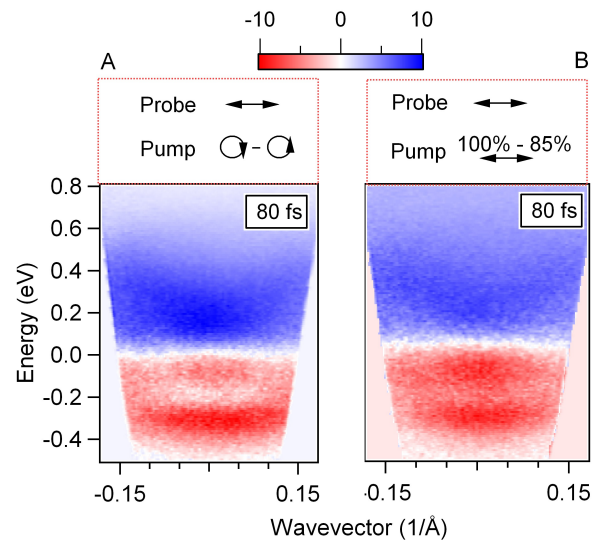 -10 0 10
A B
Probe
Pump -
Probe
Pump 100% - 85%
80 fs
80 fs
0.8
0.6
0.4
0.2
0.0
-0.2
-0.4
Energy (eV)
-0.15 0.15
-0.15 0.15
Wavevector (1/Å)